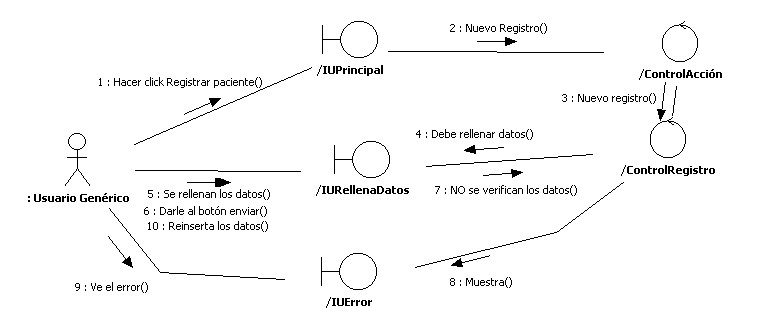 2 : Nuevo Registro()
/IUPrincipal
/ControlAcción
1 : Hacer click Registrar paciente()
3 : Nuevo registro()
4 : Debe rellenar datos()
/ControlRegistro
: Usuario Genérico
5 : Se rellenan los datos()
/IURellenaDatos
7 : NO se verifican los datos()
6 : Darle al botón enviar()
10 : Reinserta los datos()
9 : Ve el error()
8 : Muestra()
/IUError